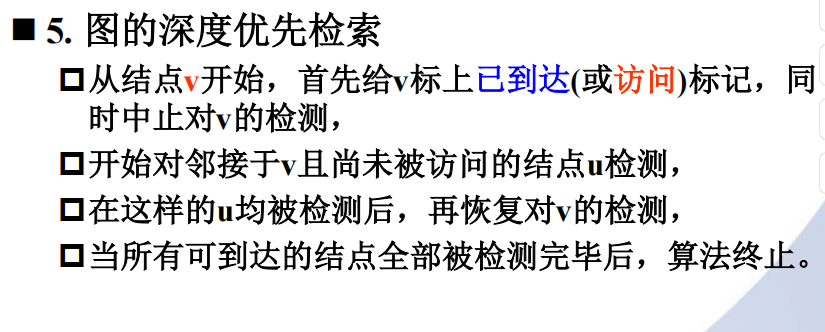 5. 图的深度优先检索
从结点v开始，首先给v标上已到达(或访问)标记，同
时中止对v的检测，
开始对邻接于v且尚未被访问的结点u检测，
在这样的u均被检测后，再恢复对v的检测，
当所有可到达的结点全部被检测完毕后，算法终止。